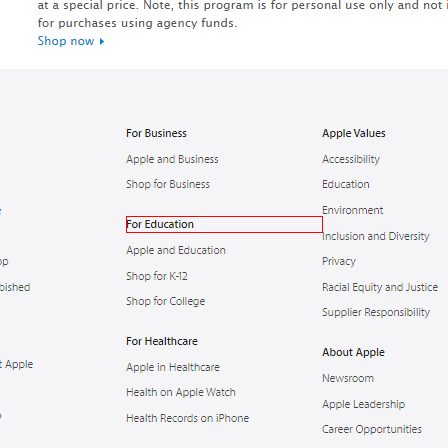 at a special price. Note, this program is for personal use only and not
for purchases using agency funds.
Shop now
For Business
Apple and Business
Shop for Business
For Education
Apple and Education
Shop for K-12
Shop for College
For Healthcare
Apple in Healthcare
Health on Apple Watch
Health Records on iPhone
Apple Values
Accessibility
Education
Environment
Inclusion and Diversity
Privacy
Racial Equity and Justice
Supplier Responsibility
About Apple
Newsroom
Apple Leadership
Career Opportunities
Apple